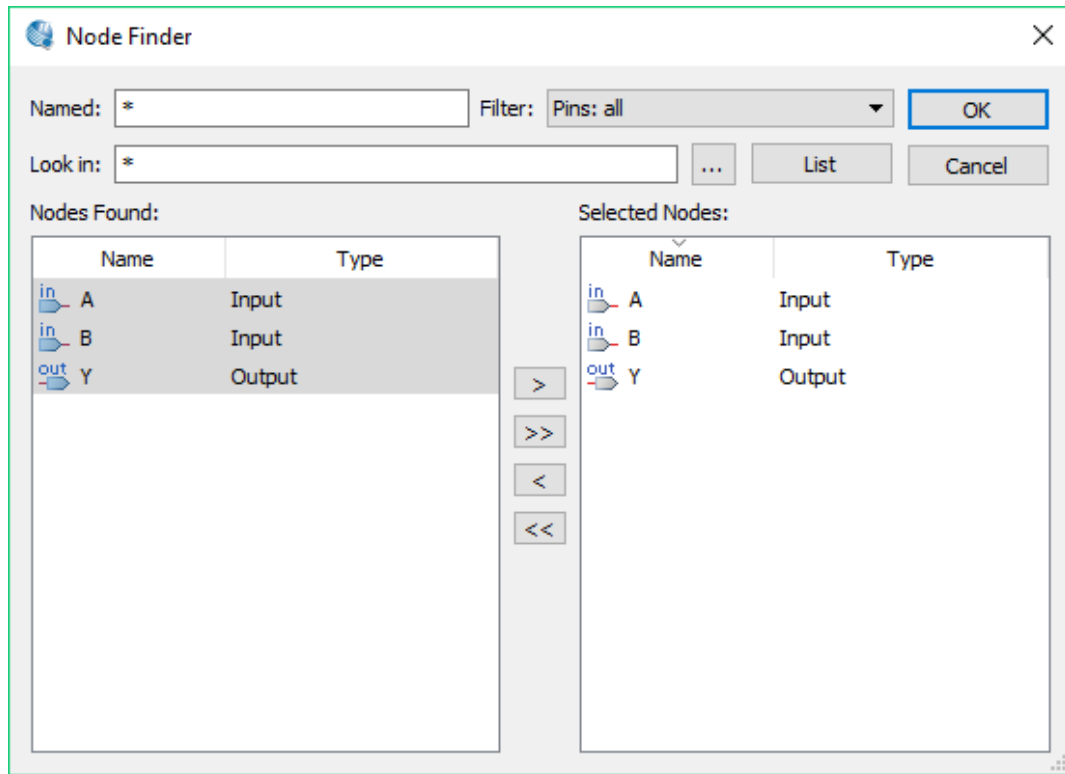 Node Finder
Named: * Filter: Pins: all OK
Look in: * ... List Cancel
Nodes Found: Selected Nodes:
Name Type Name Type
in A Input in A Input
in B Input in B Input
out Y Output out Y Output
>
>>
<
<<